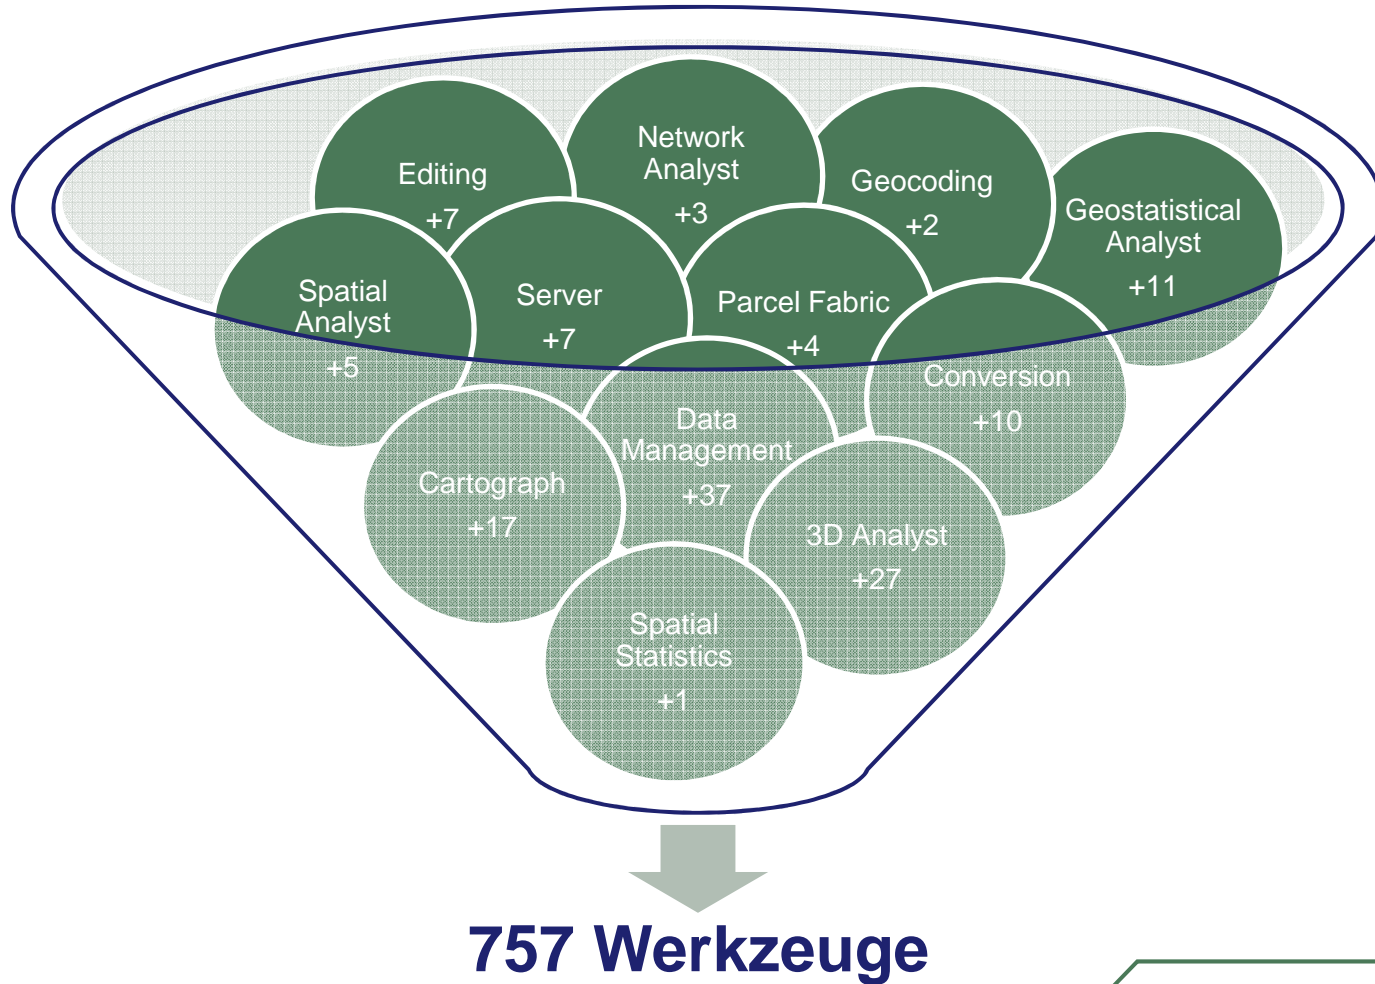 Editing
+7
Network
Analyst
+3
Geocoding
+2
Geostatistical
Analyst
+11
Spatial
Analyst
+5
Server
+7
Parcel Fabric
+4
Conversion
+10
Cartograph
+17
Data
Management
+37
3D Analyst
+27
Spatial
Statistics
+1
757 Werkzeuge